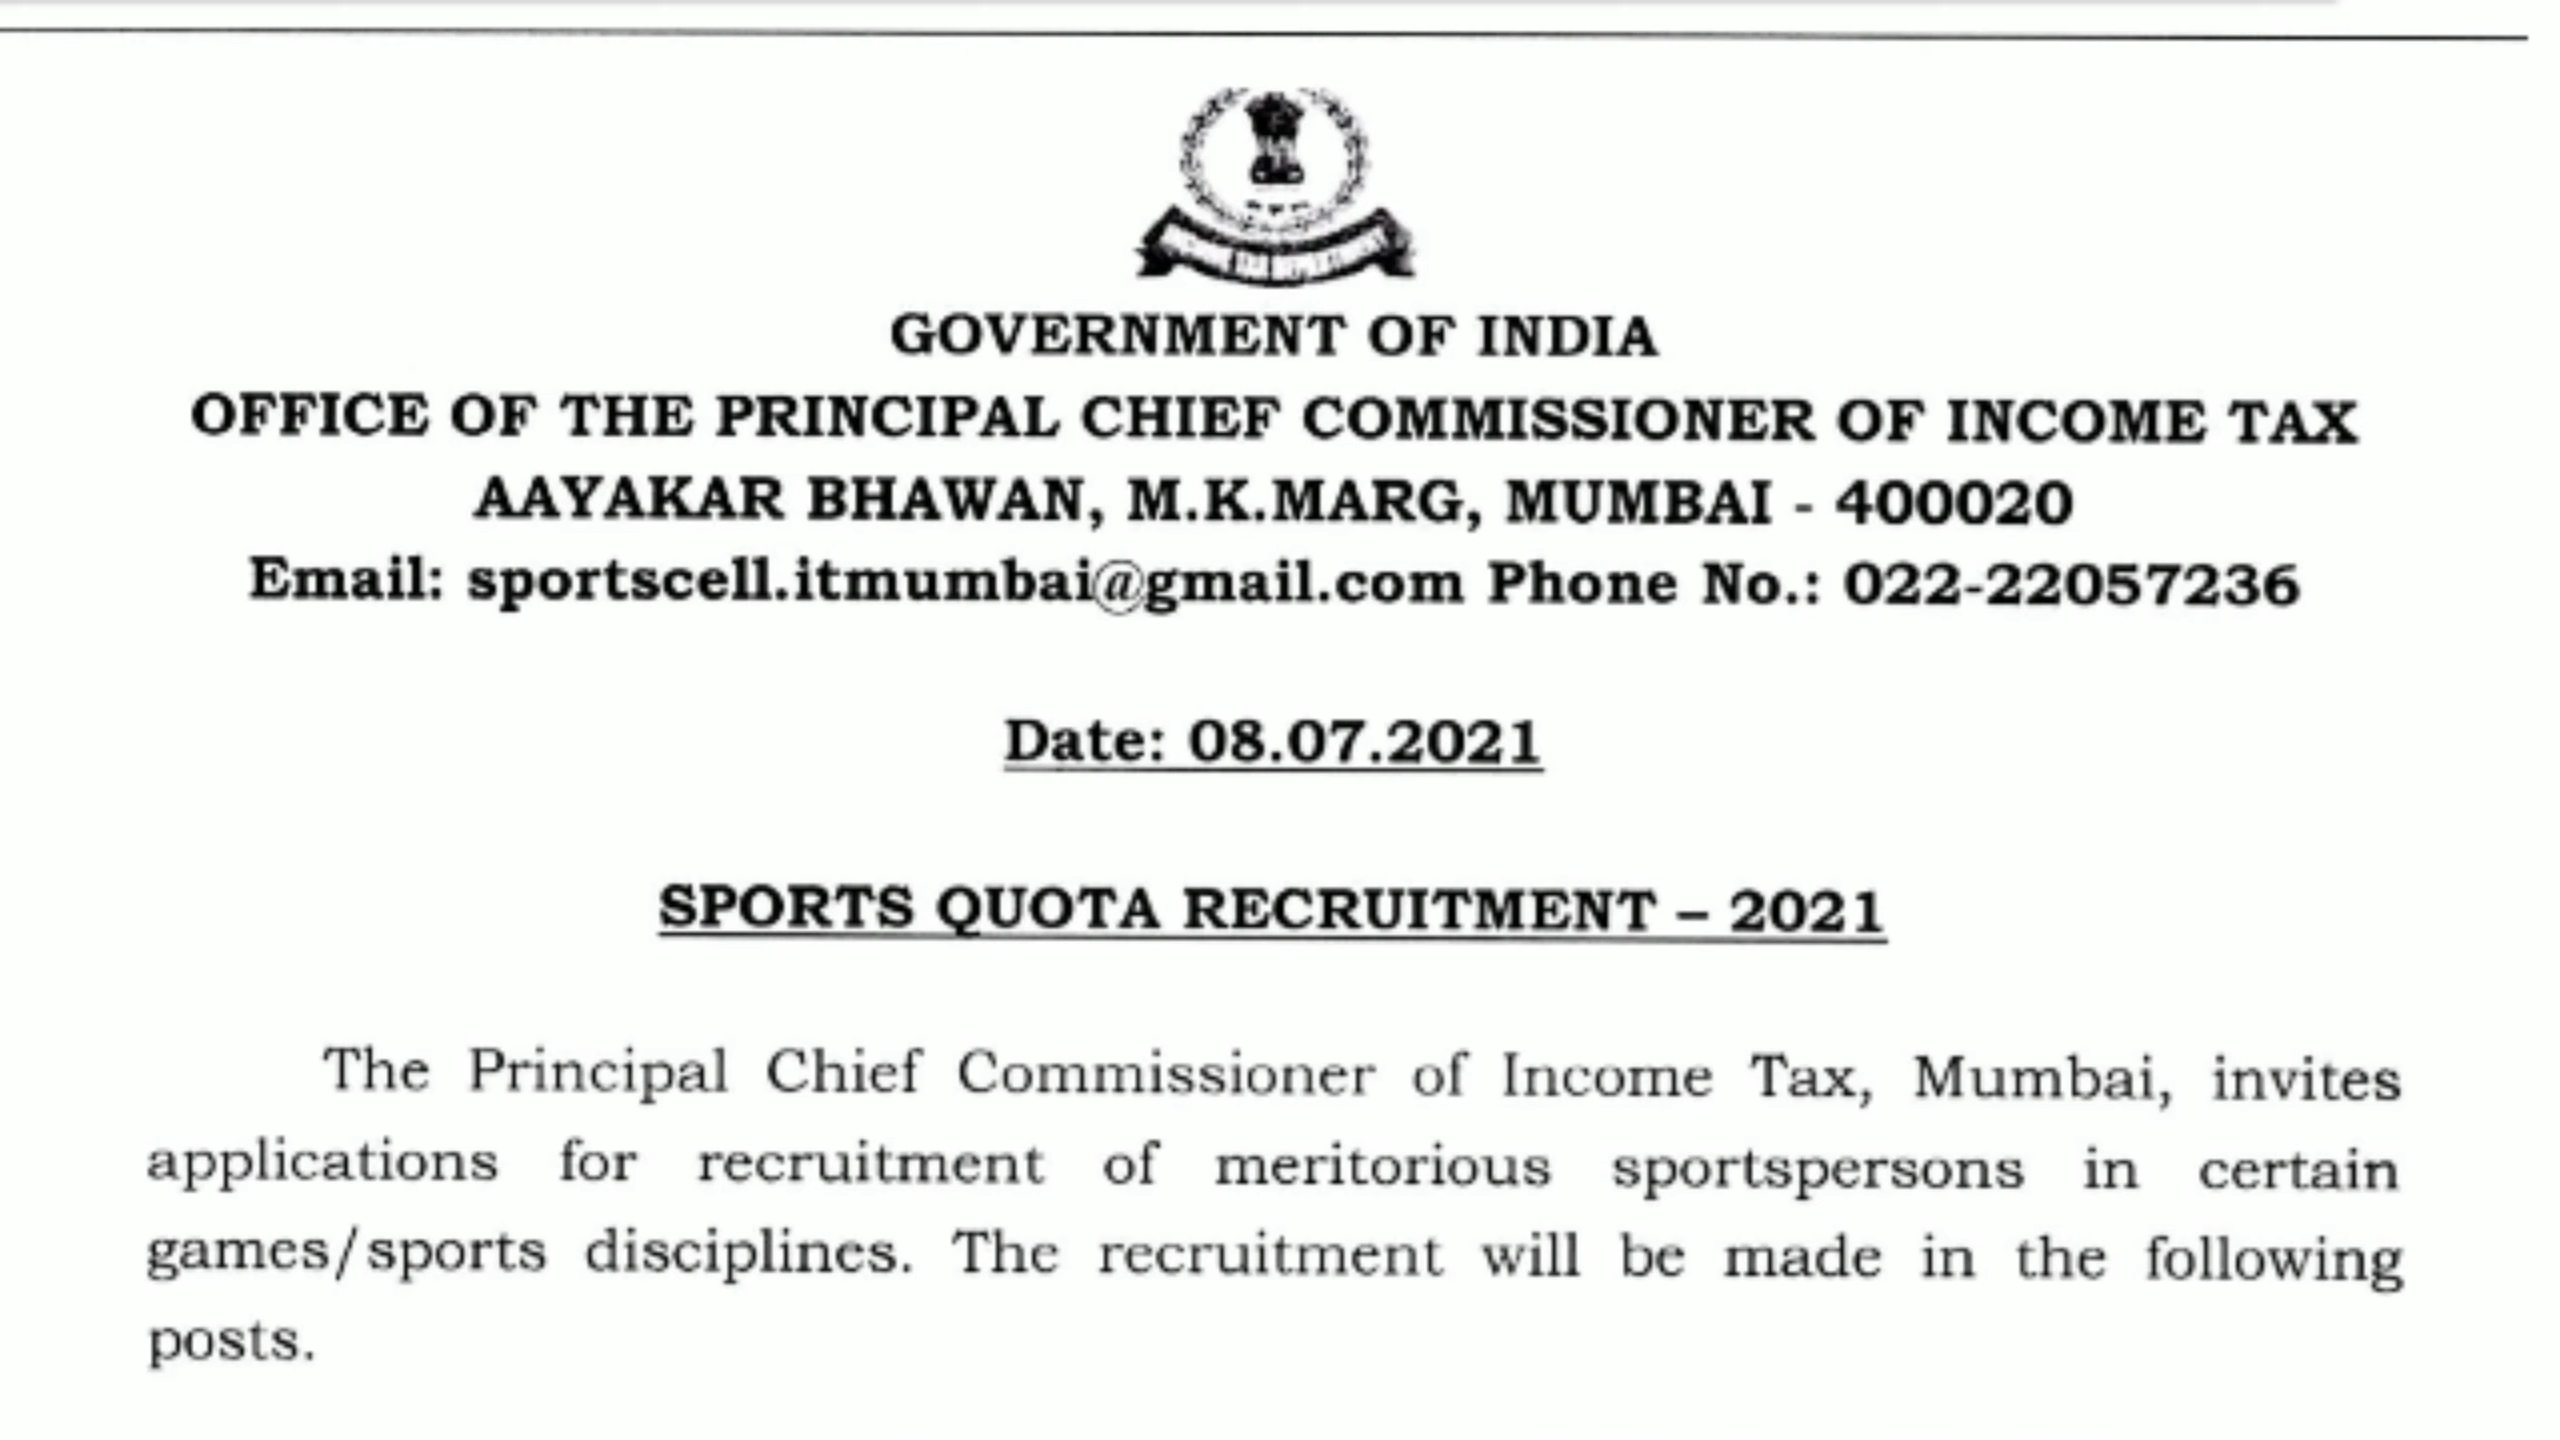 GOVERNMENT OF INDIA
OFFICE OF THE PRINCIPAL CHIEF COMMISSIONER OF INCOME TAX
AAYAKAR BHAWAN, M.K.MARG, MUMBAI - 400020
Email: sportscell.itmumbai@gmail.com Phone No.: 022-22057236
Date: 08.07.2021
SPORTS QUOTA RECRUITMENT – 2021
The Principal Chief Commissioner of Income Tax, Mumbai, invites
applications for recruitment of meritorious sportspersons in certain
games/sports disciplines. The recruitment will be made in the following
posts.